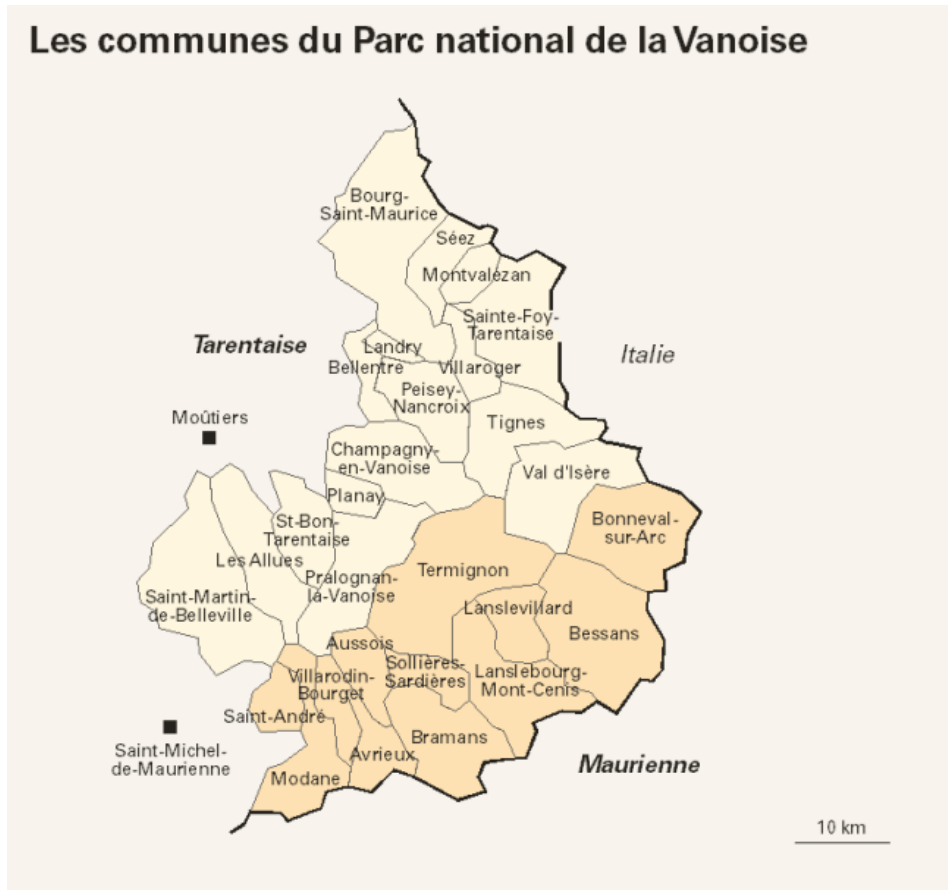 Les communes du Parc national de la Vanoise
Bourg-
Saint-Maurice
Séez
Montvalezan
Sainte-Foy-
Tarentaise
Tarentaise
Italie
Landry
Bellentre
Villaroger
Peisey-
Nancroix
Moûtiers
Tignes
Champagny-
en-Vanoise
Val d'Isère
Planay
St-Bon-
Tarentaise
Bonneval-
sur-Arc
Les Allues
Termignon
Pralognan-
la-Vanoise
Saint-Martin-
de-Belleville
Lanslevillard
Bessans
Aussois
Sollières-
Sardières
Lanslebourg-
Mont-Cenis
Villarodin-
Bourget
Saint-André
Bramans
Saint-Michel-
de-Maurienne
Avrieux
Maurienne
Modane
10 km